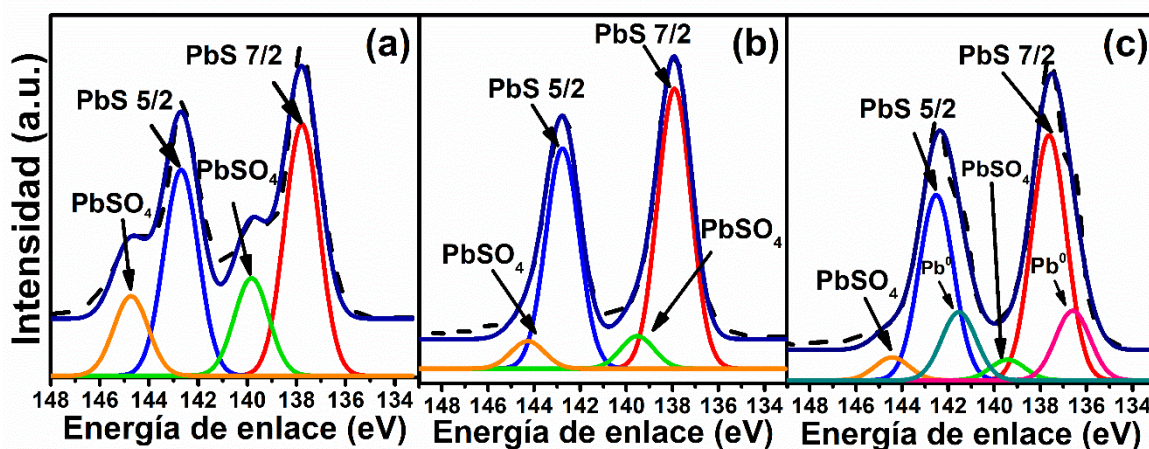 Intensidad (a.u.)
(a)
PbS 7/2
PbS 5/2
PbSO4
PbSO4
148 146 144 142 140 138 136 134
Energía de enlace (eV)
(b)
PbS 7/2
PbS 5/2
PbSO4
PbSO4
148 146 144 142 140 138 136 134
Energía de enlace (eV)
(c)
PbS 7/2
PbS 5/2
PbSO4
PbSO4
Pb0
Pb0
148 146 144 142 140 138 136 134
Energía de enlace (eV)